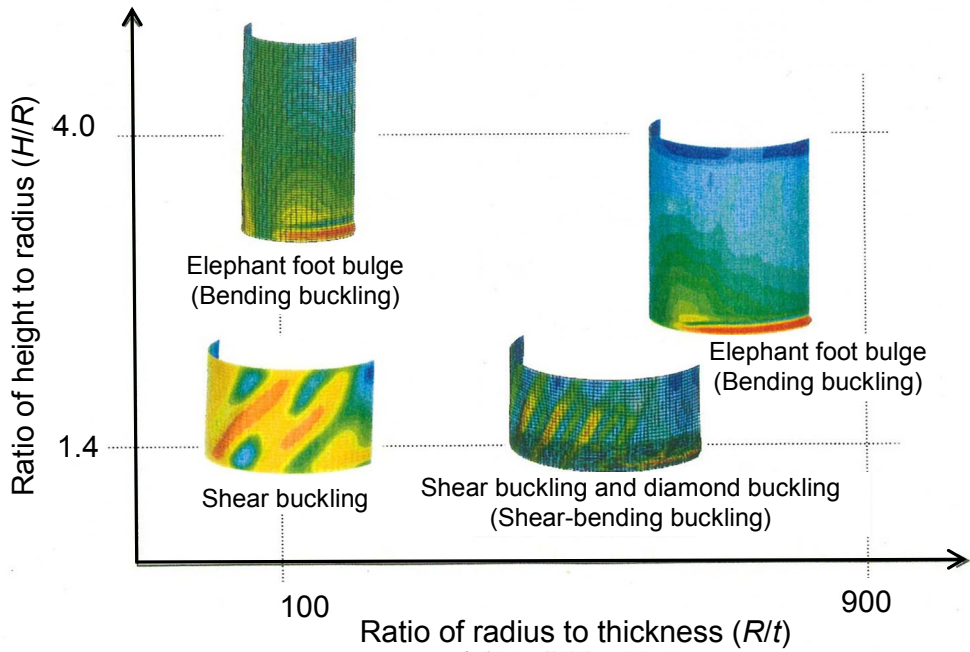 Ratio of height to radius (H/R)
4.0
Elephant foot bulge
(Bending buckling)
Elephant foot bulge
(Bending buckling)
1.4
Shear buckling
Shear buckling and diamond buckling
(Shear-bending buckling)
100
900
Ratio of radius to thickness (R/t)